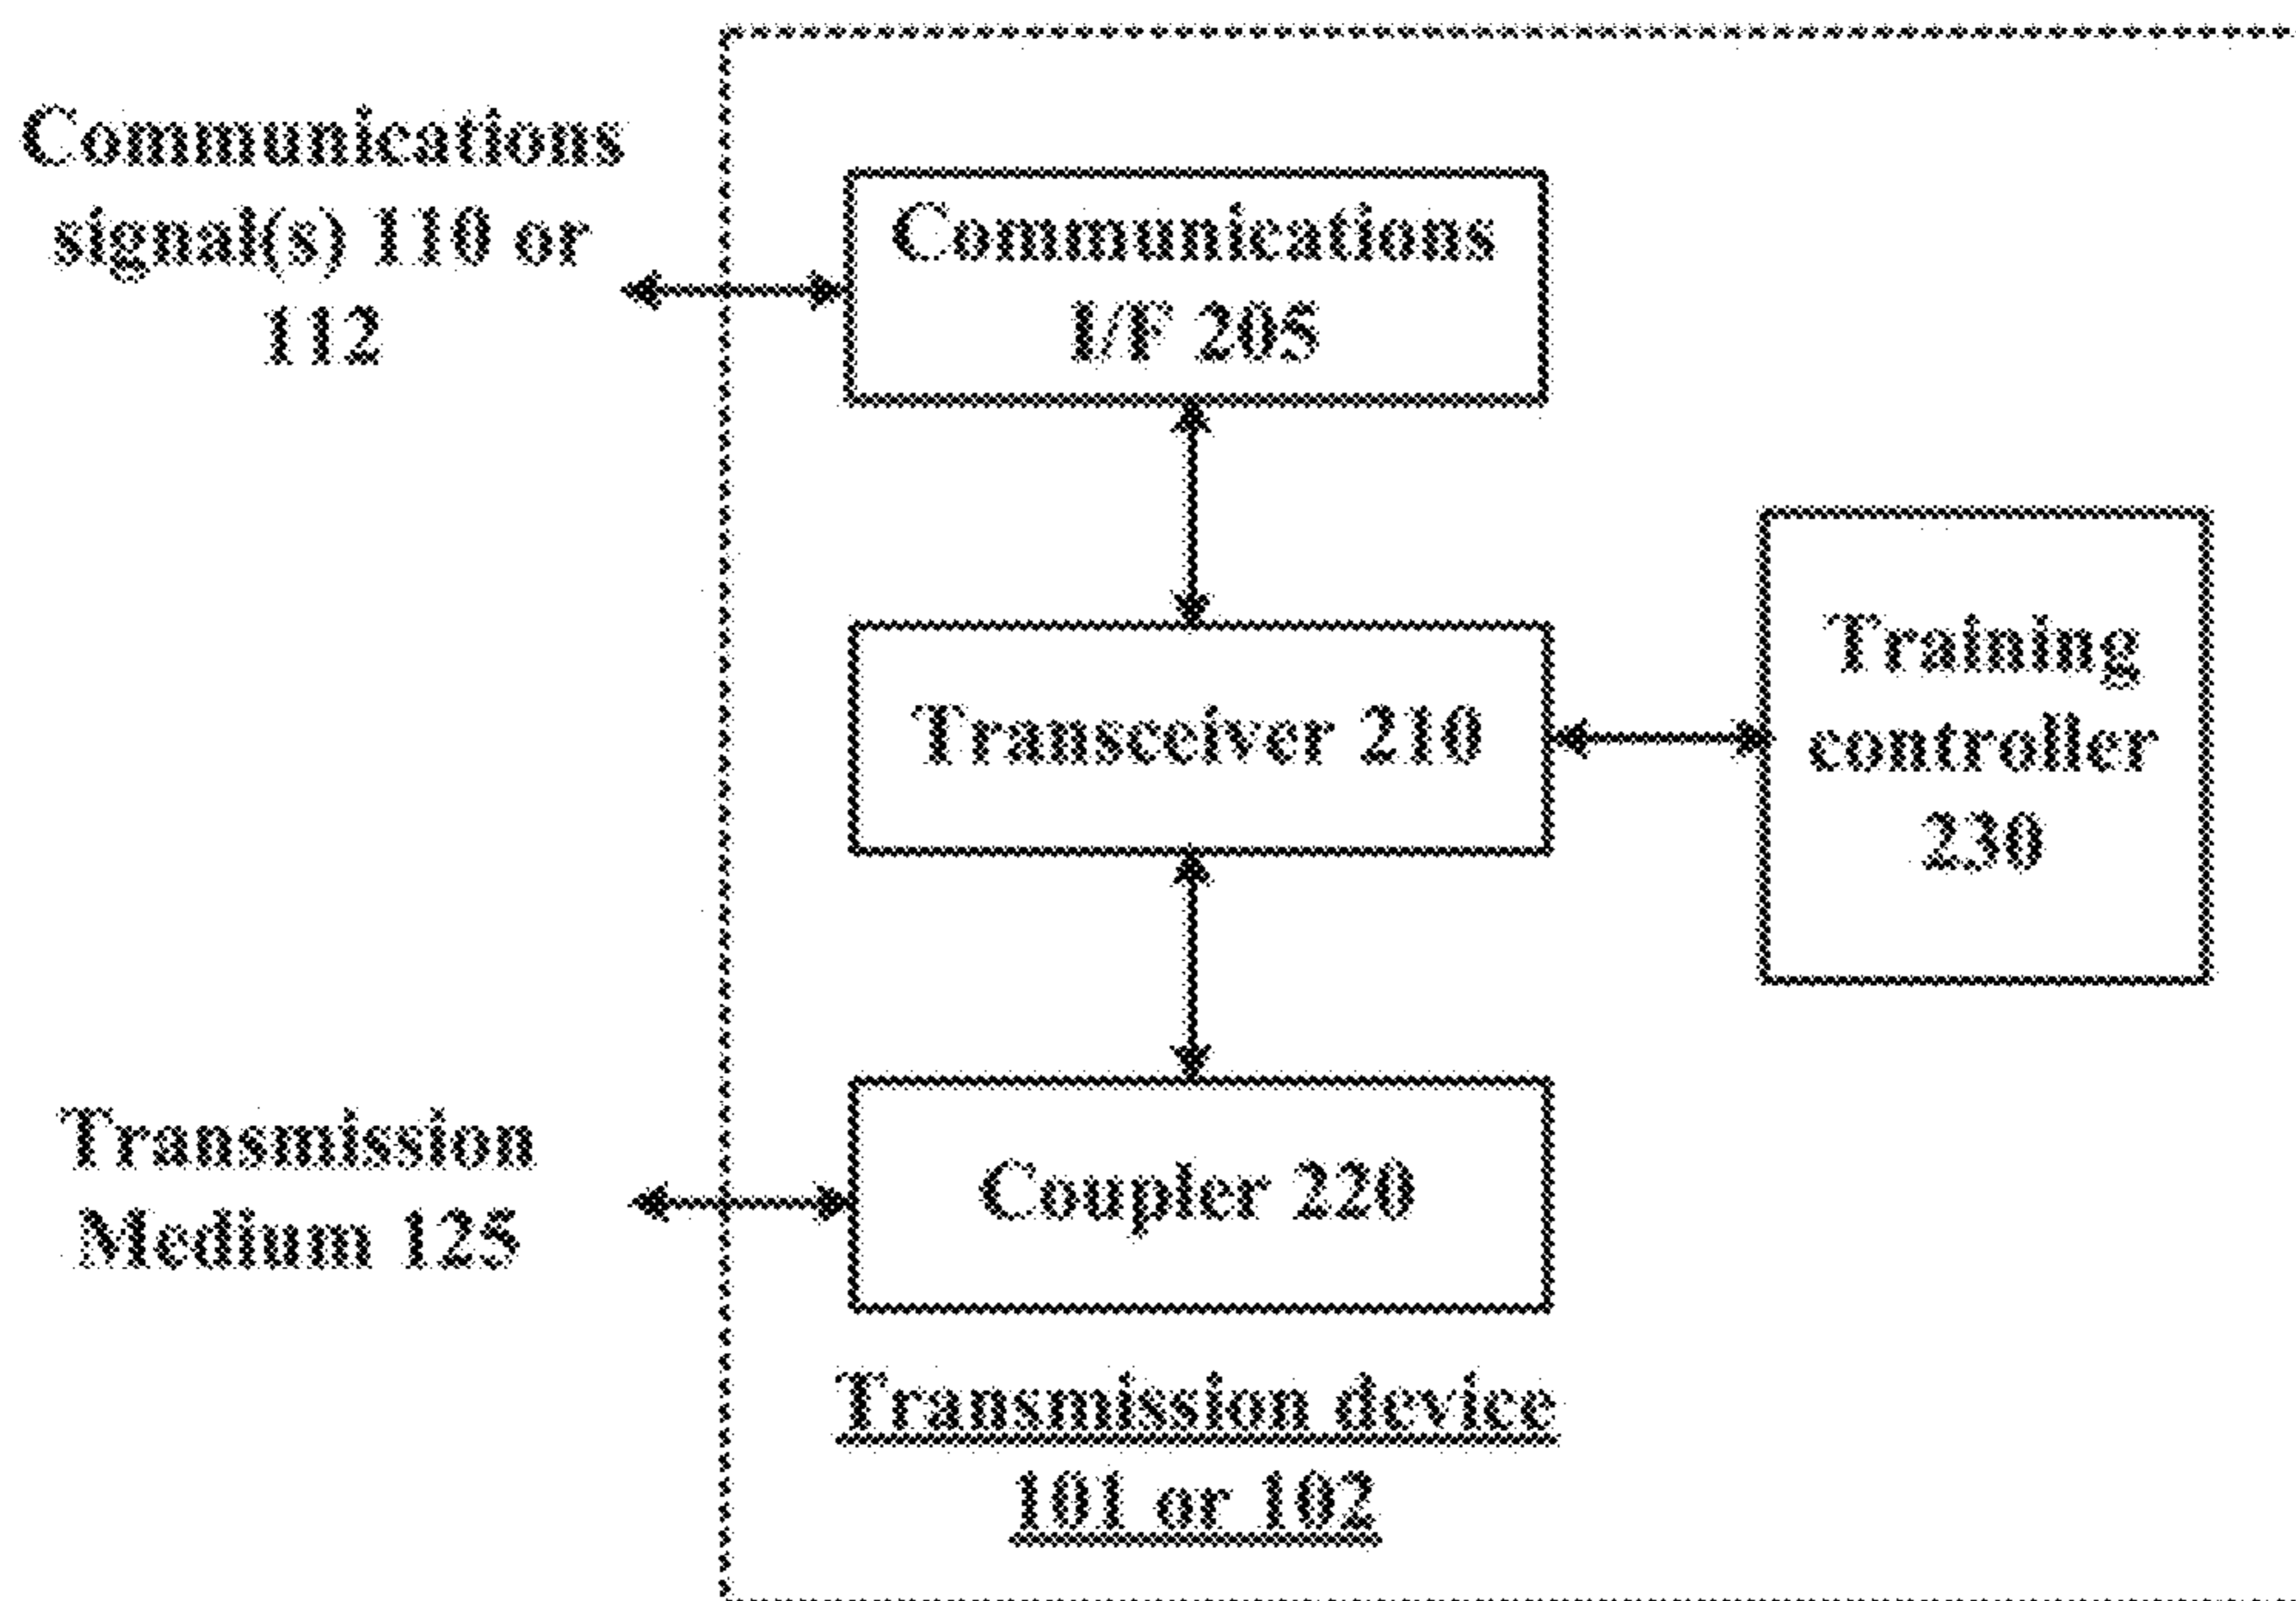 Communications
signal(s) 110 or
112
Communications
I/F 205
Transceiver 210
Training
controller
230
Transmission
Medium 125
Coupler 220
Transmission device
101 or 102